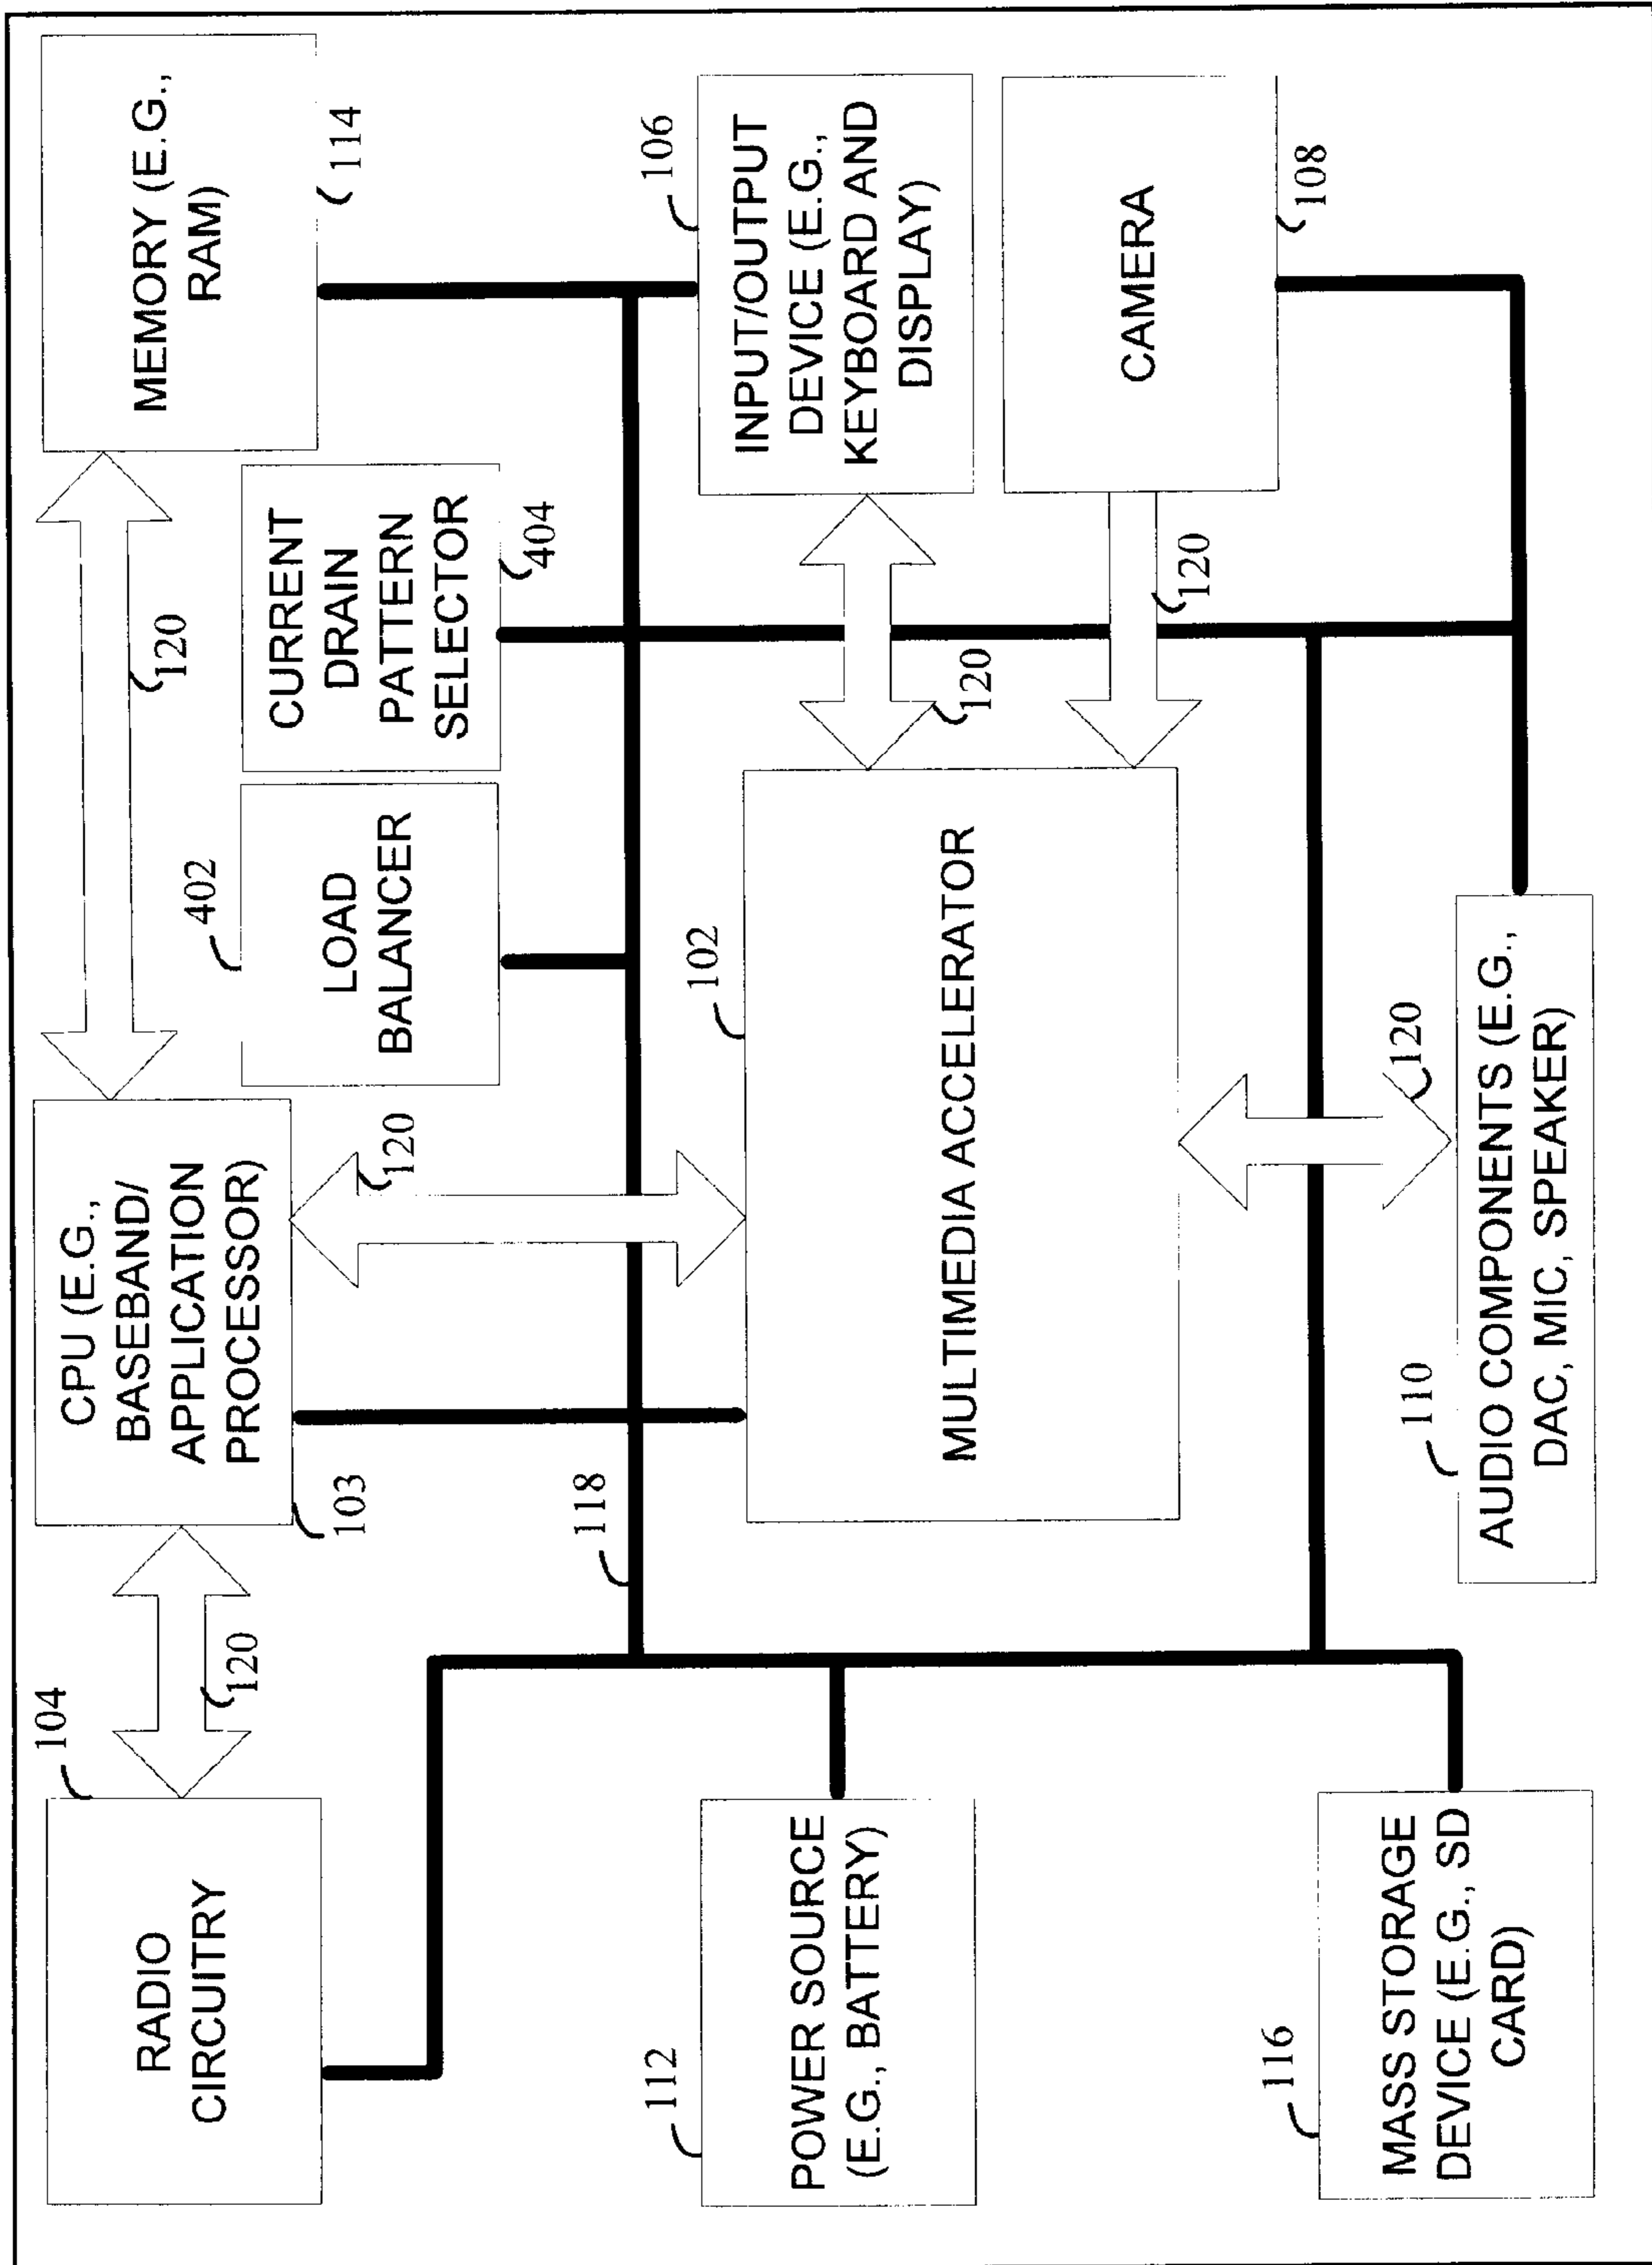 104
RADIO
CIRCUITRY
120
CPU (E.G.,
BASEBAND/
APPLICATION
PROCESSOR)
103
120
MEMORY (E.G.,
RAM)
114
120
402
LOAD
BALANCER
CURRENT
DRAIN
PATTERN
SELECTOR
404
118
112
POWER SOURCE
(E.G., BATTERY)
102
MULTIMEDIA ACCELERATOR
120
106
INPUT/OUTPUT
DEVICE (E.G.,
KEYBOARD AND
DISPLAY)
120
CAMERA
108
116
MASS STORAGE
DEVICE (E.G., SD
CARD)
110
AUDIO COMPONENTS (E.G.,
DAC, MIC, SPEAKER)
120